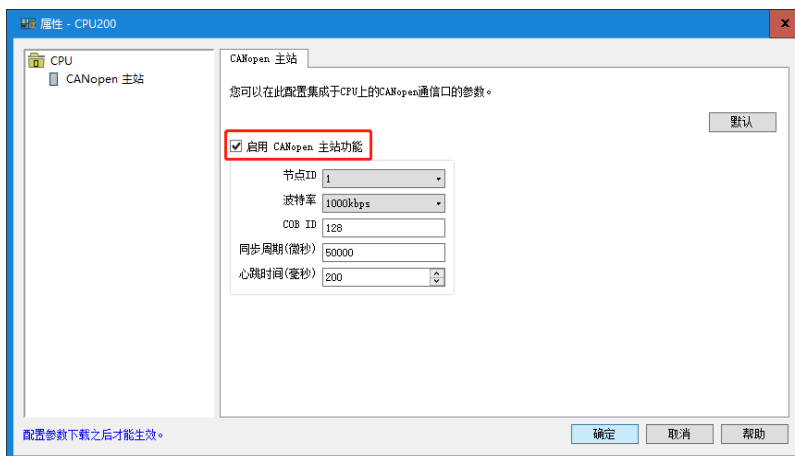 属性 - CPU200
x
CPU
CANopen 主站
CANopen 主站
您可以在此配置集成于CPU上的CANopen通信口的参数。
默认
启用 CANopen 主站功能
节点ID 1
波特率 1000kbps
COB ID 128
同步周期(微秒) 50000
心跳时间(毫秒) 200
配置参数下载之后才能生效。
确定 取消 帮助